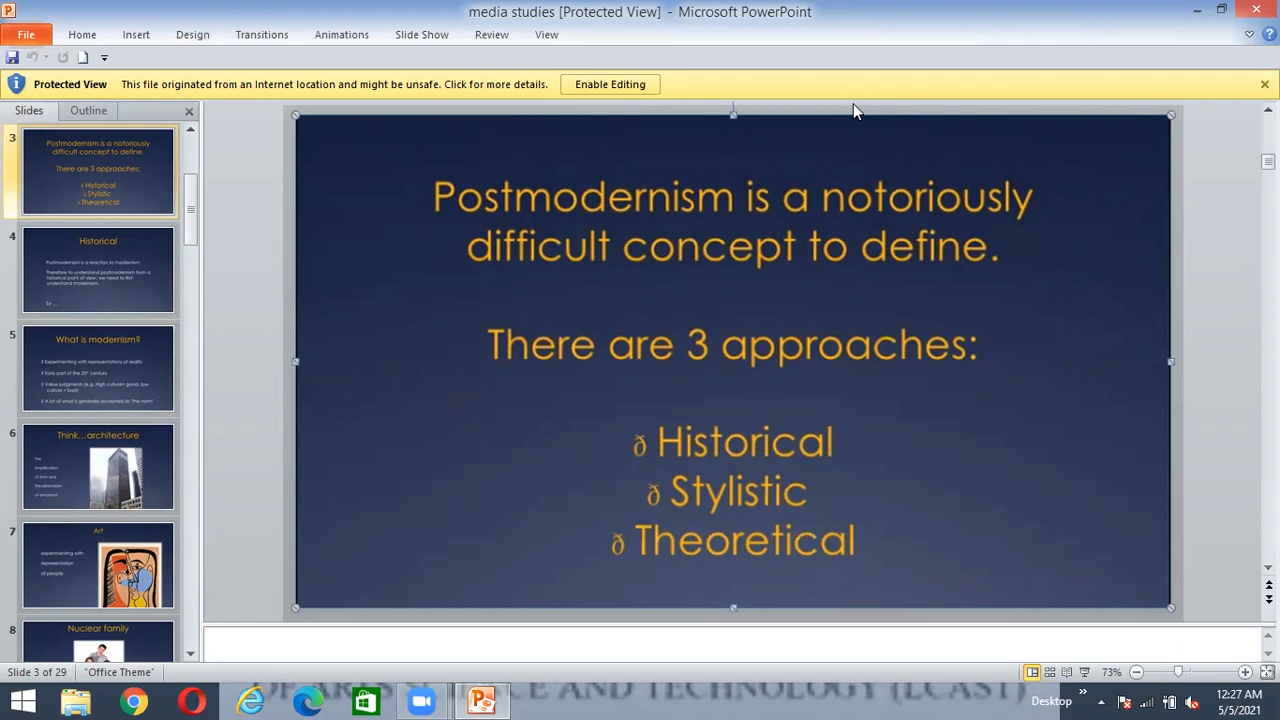 media studies [Protected View] - Microsoft PowerPoint
File Home Insert Design Transitions Animations Slide Show Review View
Protected View This file originated from an Internet location and might be unsafe. Click for more details. Enable Editing
Slides Outline
3
Postmodernism is a notoriously
difficult concept to define.
There are 3 approaches:
ð Historical
ð Stylistic
ð Theoretical
4
Historical
Postmodernism is a reaction to modernism.
Therefore to understand postmodernism from a
historical point of view, we need to first
understand modernism.
So ...
5
What is modernism?
ð Experimenting with representations of reality
ð Early part of the 20th century
ð Value judgments (e.g. High culture= good, low
culture = bad)
ð A lot of what is generally accepted as 'the norm'
6
Think...architecture
the
simplification
of form and
the elimination
of ornament
7
Art
experimenting with
representation
of people
8
Nuclear family
Postmodernism is a notoriously
difficult concept to define.
There are 3 approaches:
ð Historical
ð Stylistic
ð Theoretical
Slide 3 of 29 "Office Theme" 73%
Desktop
12:27 AM
5/5/2021